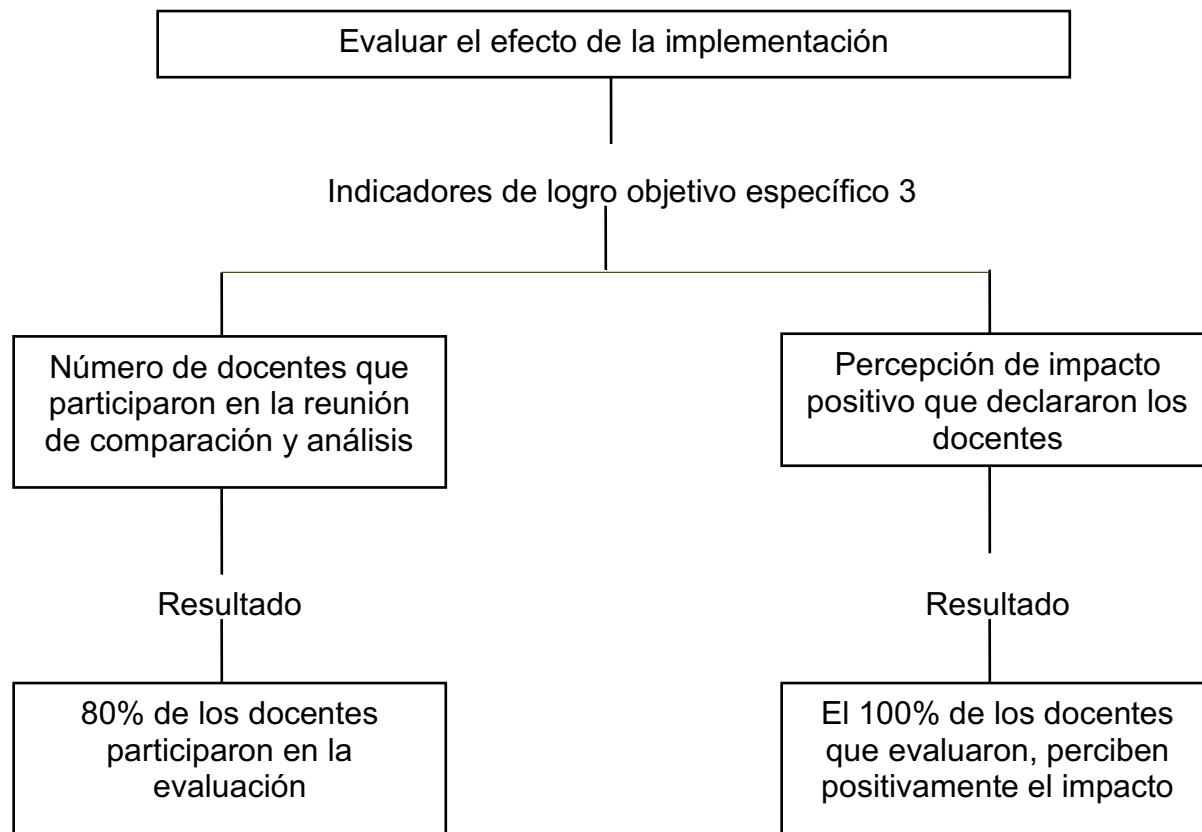 Evaluar el efecto de la implementación
Indicadores de logro objetivo específico 3
Número de docentes que
participaron en la reunión
de comparación y análisis
Percepción de impacto
positivo que declararon los
docentes
Resultado
Resultado
80% de los docentes
participaron en la
evaluación
El 100% de los docentes
que evaluaron, perciben
positivamente el impacto